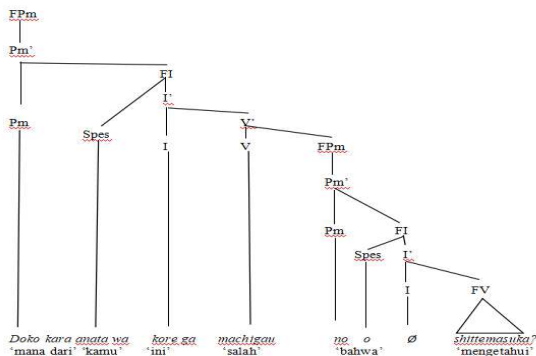 FPm
Pm’
FI
I’
Pm Spes V’
I V FPm
Pm’
Pm FI
Spes I’
I FV
Doko kara anata wa kore ga machigau no o Ø shittemasuka?
‘mana dari’ ‘kamu’ ‘ini’ ‘salah’ ‘bahwa’ ‘mengetahui’